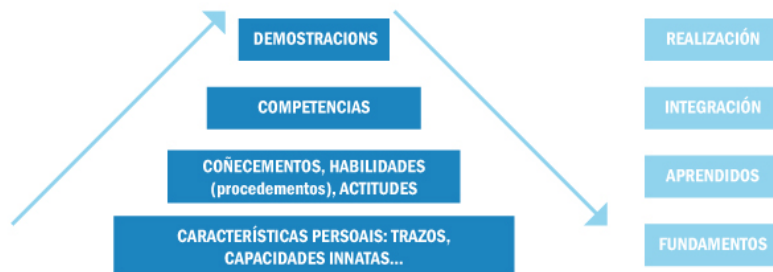 DEMOSTRACIONS
REALIZACIÓN
COMPETENCIAS
INTEGRACIÓN
COÑECEMENTOS, HABILIDADES
(procedementos), ACTITUDES
APRENDIDOS
CARACTERÍSTICAS PERSOAIS: TRAZOS,
CAPACIDADES INNATAS...
FUNDAMENTOS